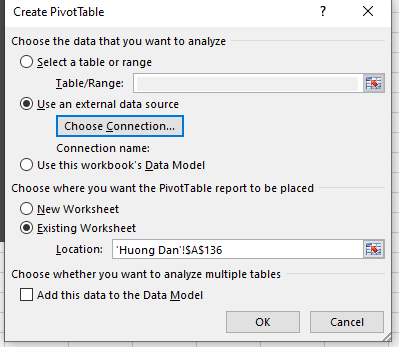 Create PivotTable ? ×
Choose the data that you want to analyze
Select a table or range
Table/Range:
Use an external data source
Choose Connection...
Connection name:
Use this workbook's Data Model
Choose where you want the PivotTable report to be placed
New Worksheet
Existing Worksheet
Location: 'Huong Dan'!$A$136
Choose whether you want to analyze multiple tables
Add this data to the Data Model
OK Cancel